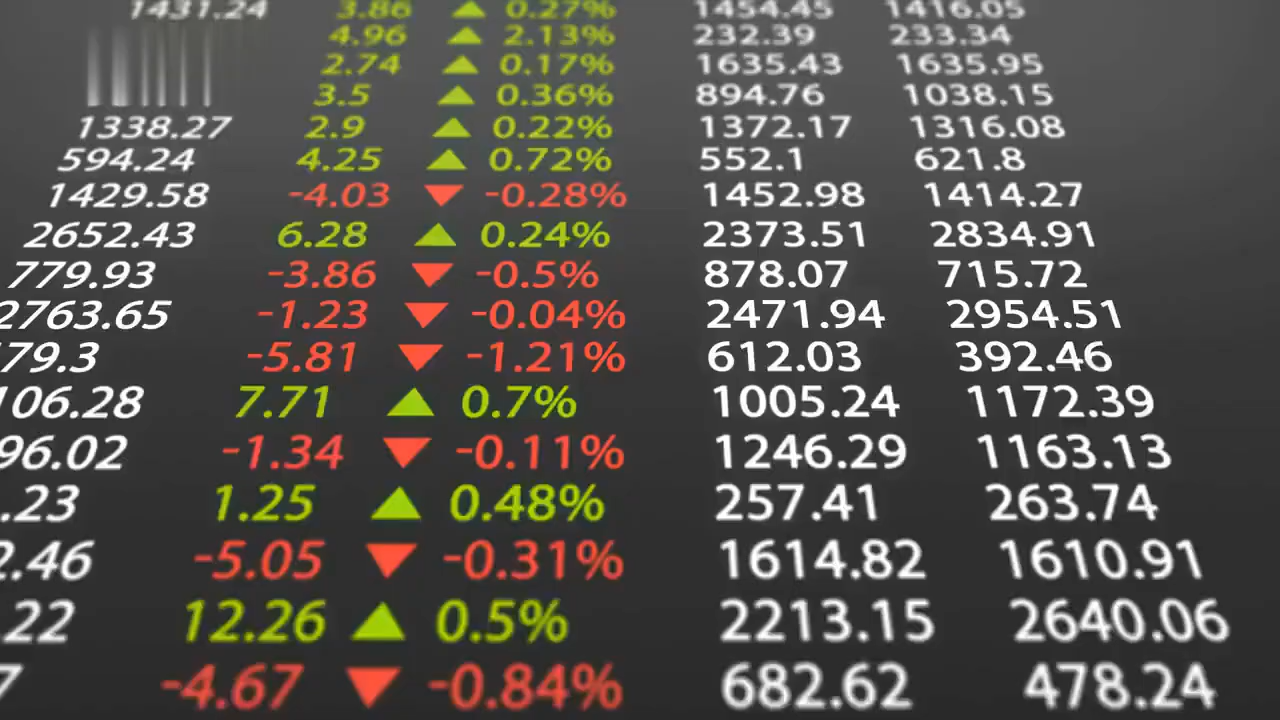 1431.24 3.86 ▲ 0.27% 1454.45 1416.05
4.96 ▲ 2.13% 232.39 233.34
2.74 ▲ 0.17% 1635.43 1635.95
3.5 ▲ 0.36% 894.76 1038.15
1338.27 2.9 ▲ 0.22% 1372.17 1316.08
594.24 4.25 ▲ 0.72% 552.1 621.8
1429.58 -4.03 ▼ -0.28% 1452.98 1414.27
2652.43 6.28 ▲ 0.24% 2373.51 2834.91
779.93 -3.86 ▼ -0.5% 878.07 715.72
2763.65 -1.23 ▼ -0.04% 2471.94 2954.51
79.3 -5.81 ▼ -1.21% 612.03 392.46
106.28 7.71 ▲ 0.7% 1005.24 1172.39
96.02 -1.34 ▼ -0.11% 1246.29 1163.13
.23 1.25 ▲ 0.48% 257.41 263.74
2.46 -5.05 ▼ -0.31% 1614.82 1610.91
.22 12.26 ▲ 0.5% 2213.15 2640.06
7 -4.67 ▼ -0.84% 682.62 478.24